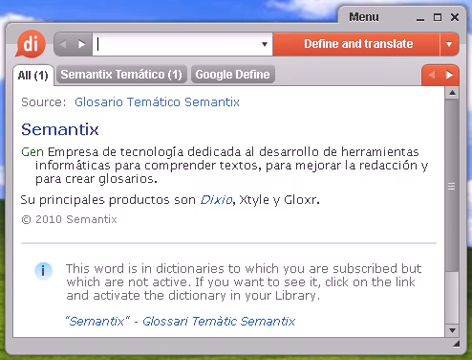 Menu
di
Define and translate
All (1) Semantix Temático (1) Google Define
Source: Glosario Temático Semantix
Semantix
Gen Empresa de tecnología dedicada al desarrollo de herramientas
informáticas para comprender textos, para mejorar la redacción y
para crear glosarios.
Su principales productos son Dixio, Xtyle y Gloxr.
© 2010 Semantix
i
This word is in dictionaries to which you are subscribed but
which are not active. If you want to see it, click on the link
and activate the dictionary in your Library.
"Semantix" - Glossari Temàtic Semantix